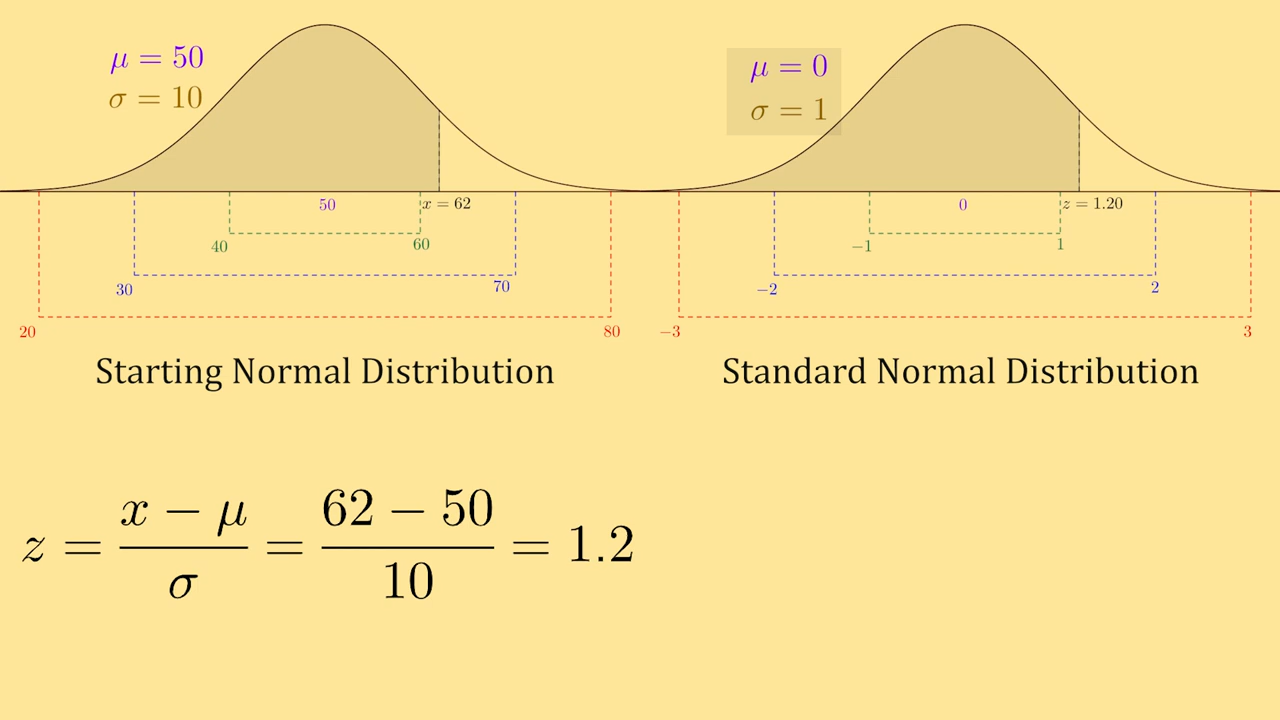 μ = 50
σ = 10
50
x = 62
40
60
30
70
20
80
Starting Normal Distribution
μ = 0
σ = 1
0
z = 1.20
−1
1
−2
2
−3
3
Standard Normal Distribution
z = (x − μ)/σ = (62 − 50)/10 = 1.2